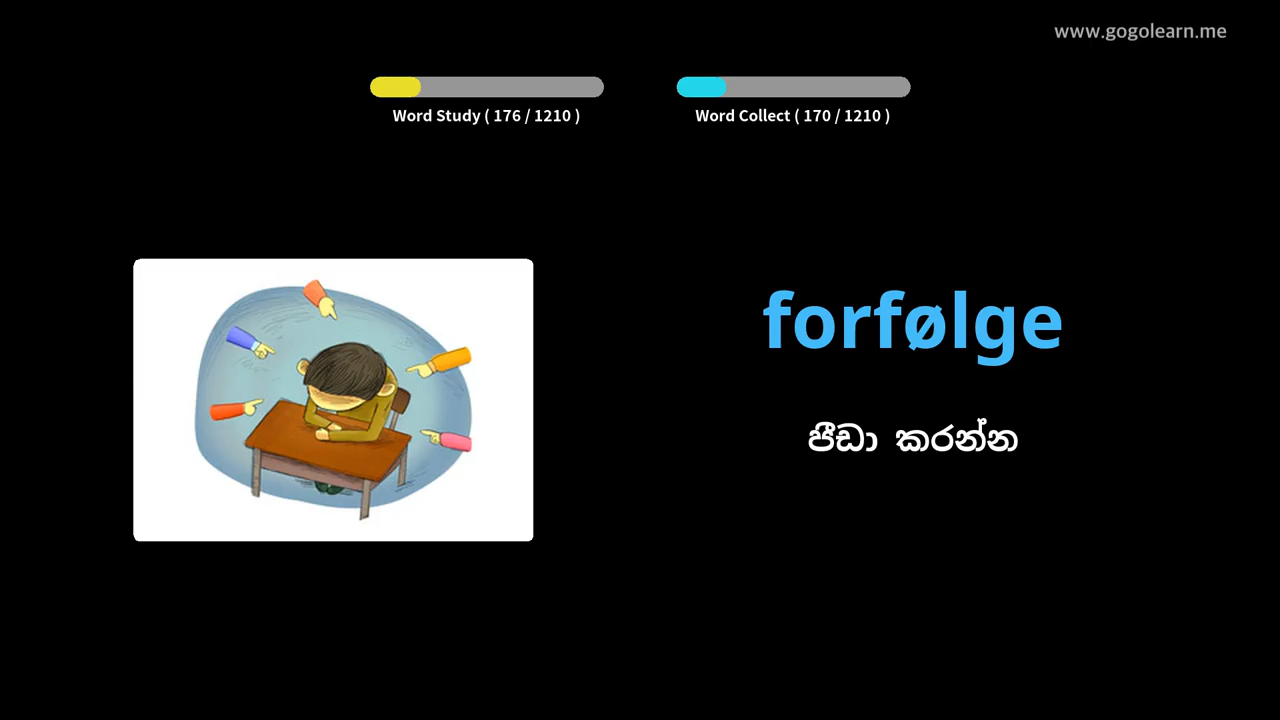 www.gogolearn.me
Word Study ( 176 / 1210 )
Word Collect ( 170 / 1210 )
forfølge
පීඩා කරන්න